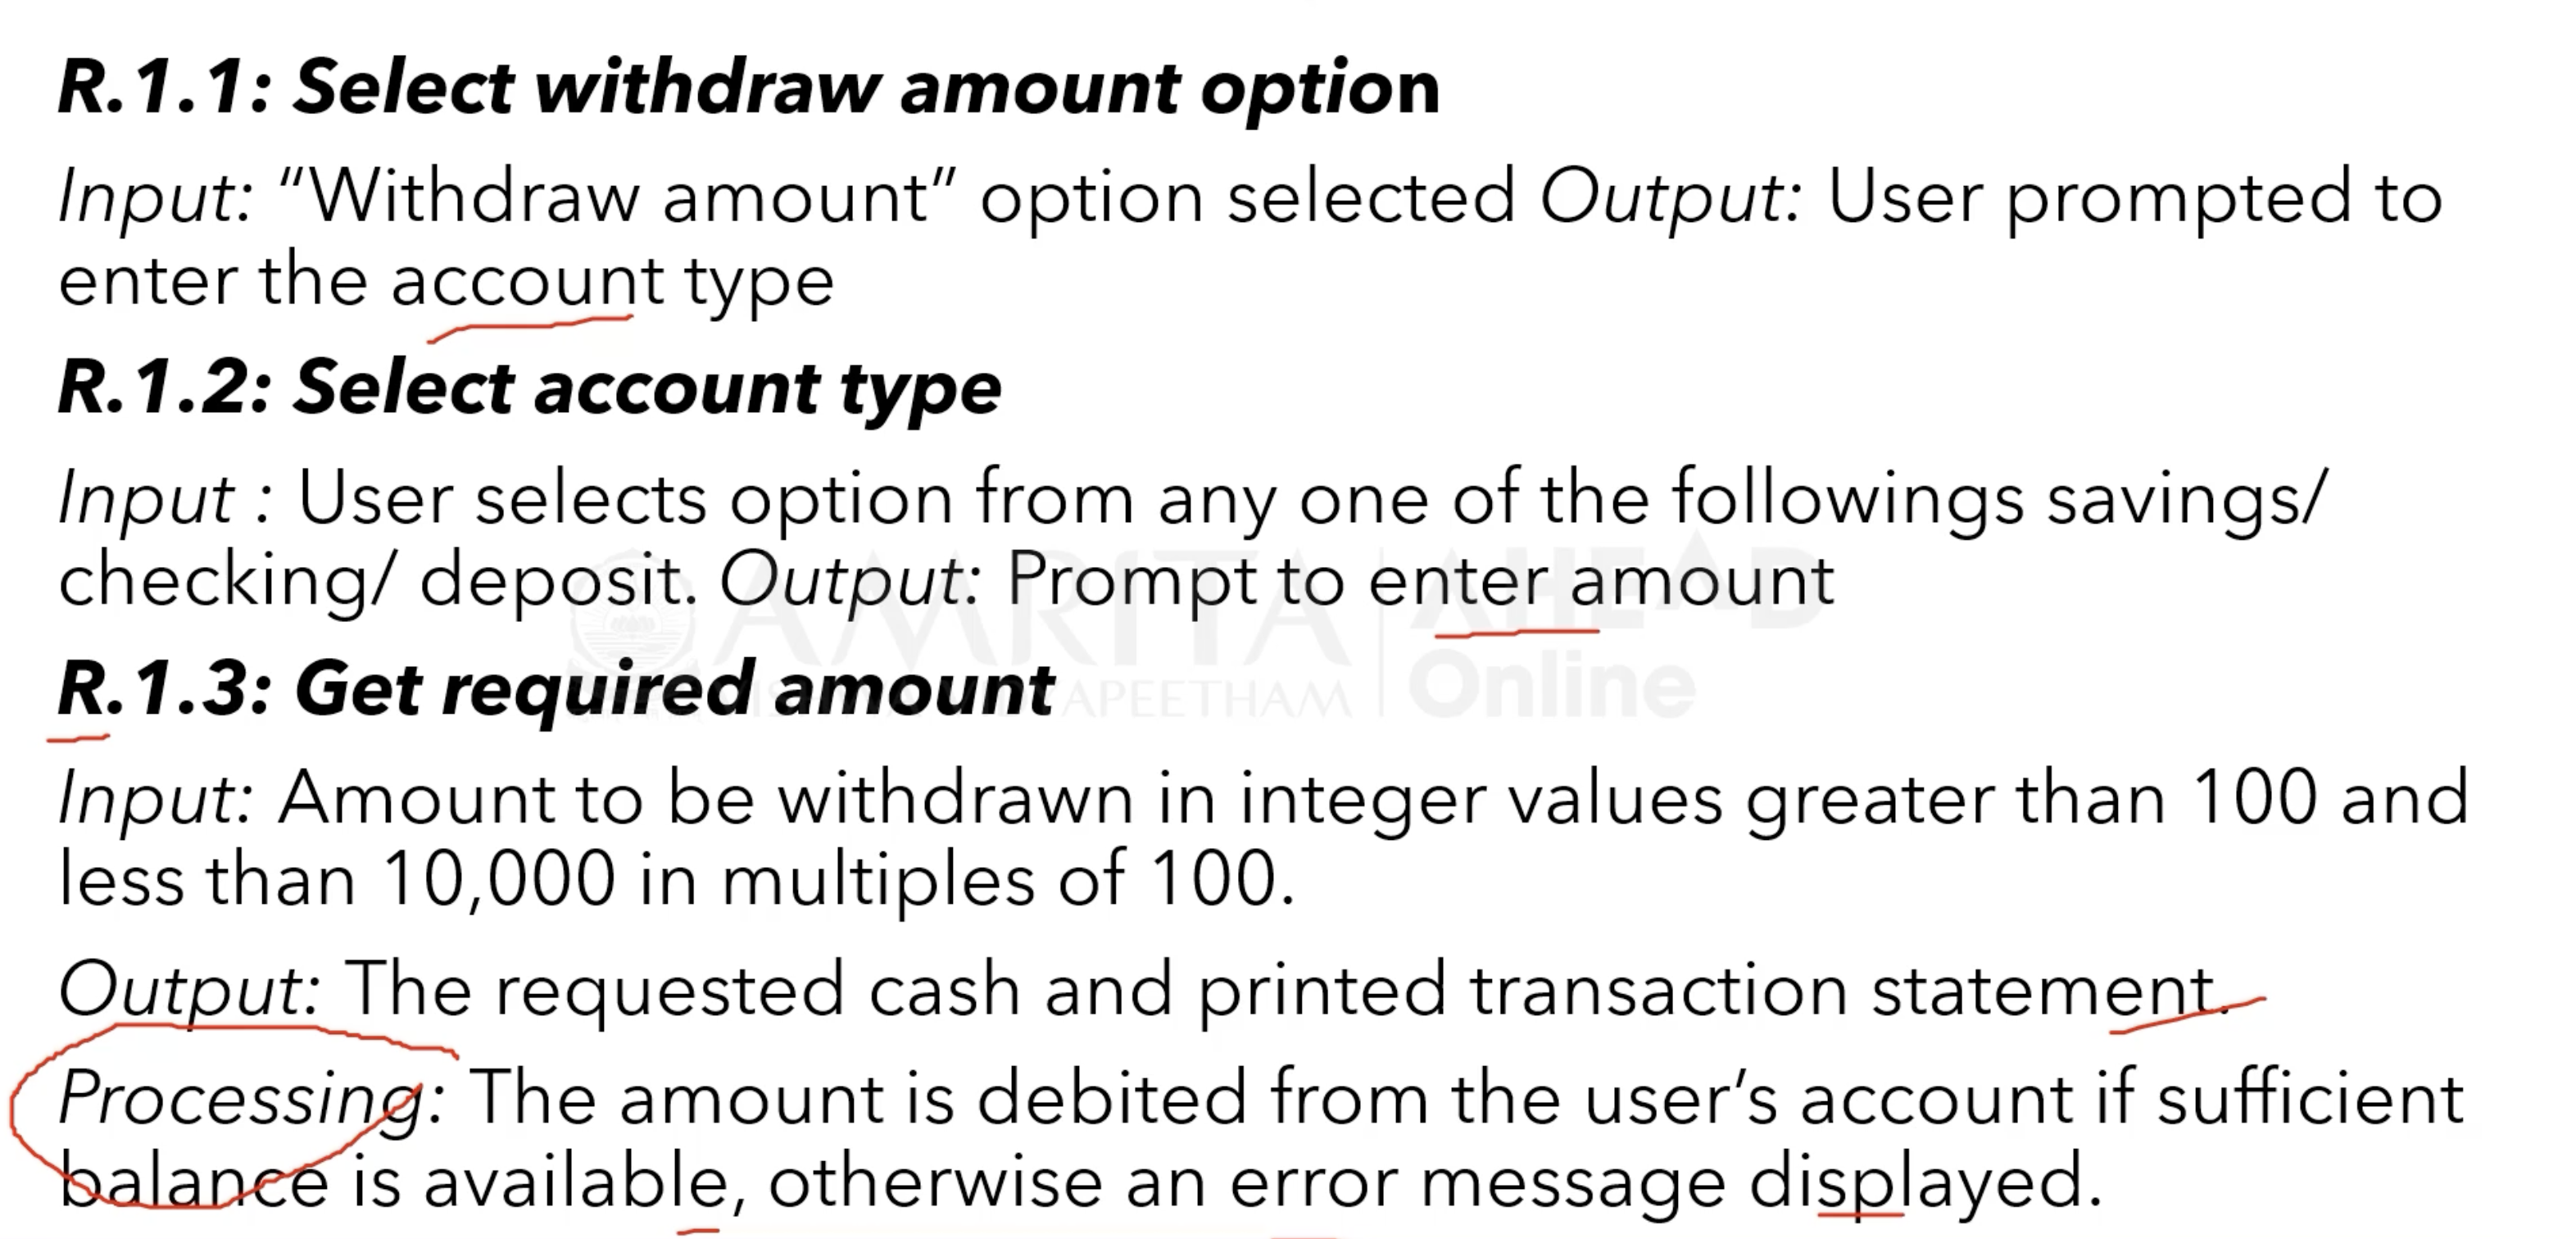 R.1.1: Select withdraw amount option
Input: “Withdraw amount” option selected Output: User prompted to
enter the account type
R.1.2: Select account type
Input : User selects option from any one of the followings savings/
checking/ deposit. Output: Prompt to enter amount
AMRITA AHEAD
R.1.3: Get required amount
VISHWA VIDYAPEETHAM Online
Input: Amount to be withdrawn in integer values greater than 100 and
less than 10,000 in multiples of 100.
Output: The requested cash and printed transaction statement.
Processing: The amount is debited from the user’s account if sufficient
balance is available, otherwise an error message displayed.